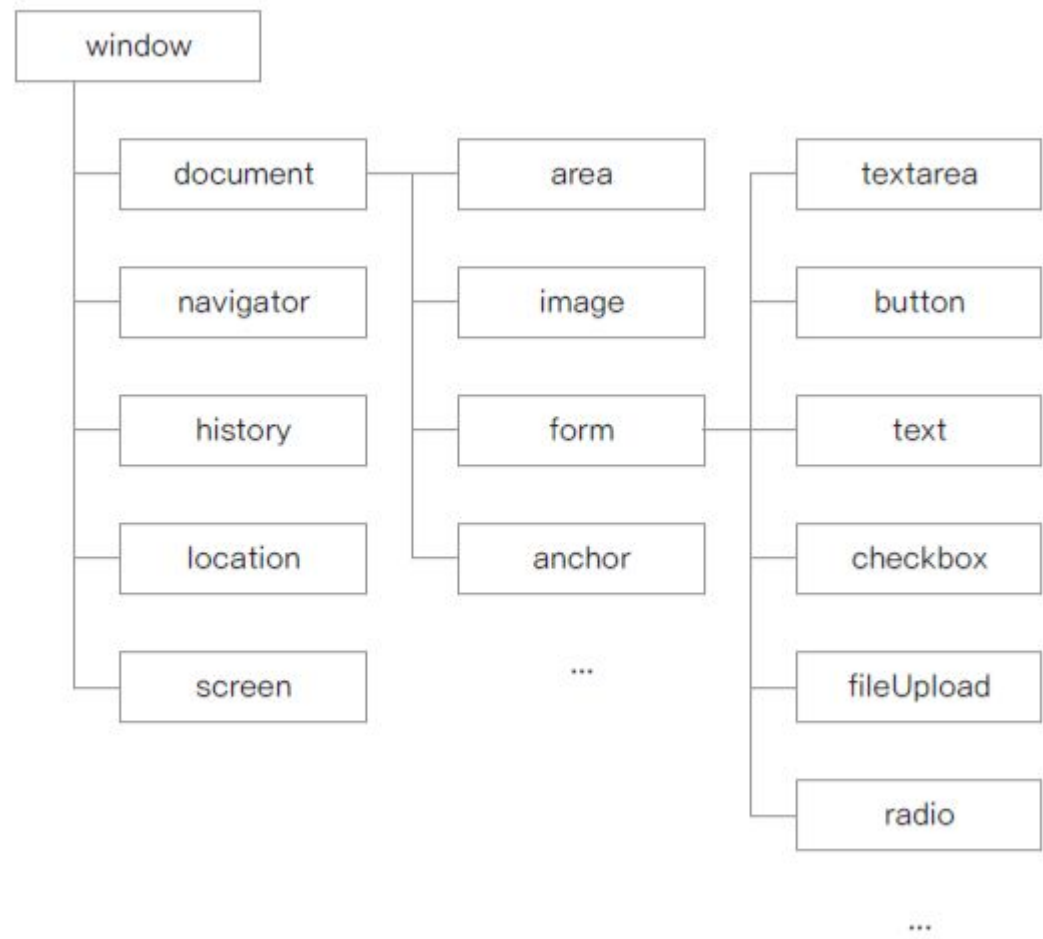 window
document
area
textarea
navigator
image
button
history
form
text
location
anchor
checkbox
screen
...
fileUpload
radio
...